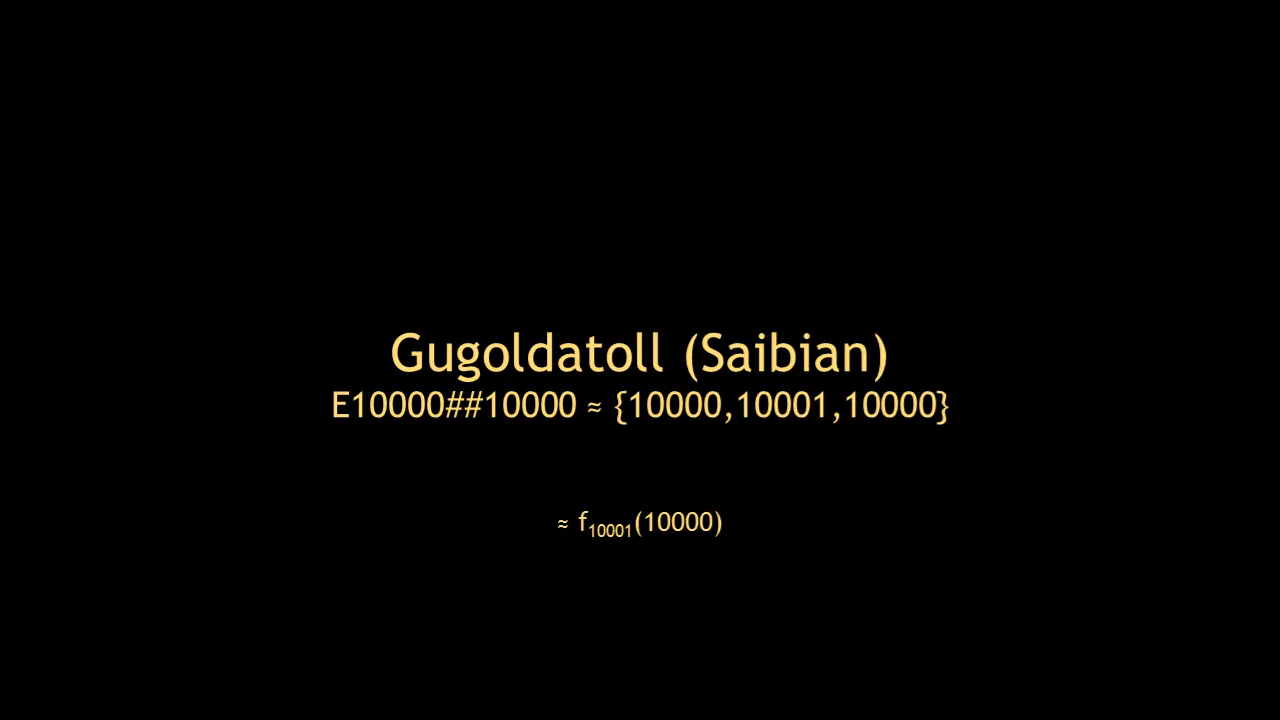 Gugoldatoll (Saibian)
E10000##10000 ≈ {10000,10001,10000}
≈ f₁₀₀₀₁(10000)